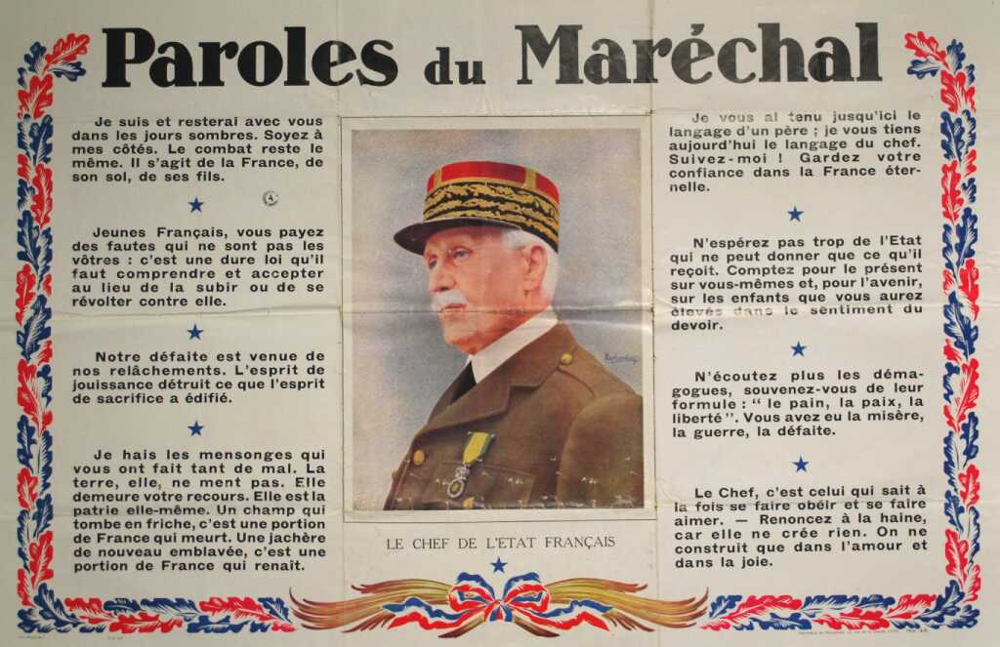 Paroles du Maréchal
Je suis et resterai avec vous
dans les jours sombres. Soyez à
mes côtés. Le combat reste le
même. Il s'agit de la France, de
son sol, de ses fils.
Jeunes Français, vous payez
des fautes qui ne sont pas les
vôtres : c'est une dure loi qu'il
faut comprendre et accepter
au lieu de la subir ou de se
révolter contre elle.
Notre défaite est venue de
nos relâchements. L'esprit de
jouissance détruit ce que l'esprit
de sacrifice a édifié.
Je hais les mensonges qui
vous ont fait tant de mal. La
terre, elle, ne ment pas. Elle
demeure votre recours. Elle est la
patrie elle-même. Un champ qui
tombe en friche, c'est une portion
de France qui meurt. Une jachère
de nouveau emblavée, c'est une
portion de France qui renaît.
LE CHEF DE L'ETAT FRANÇAIS
Je vous ai tenu jusqu'ici le
langage d'un père ; je vous tiens
aujourd'hui le langage du chef.
Suivez-moi ! Gardez votre
confiance dans la France éter-
nelle.
N'espérez pas trop de l'Etat
qui ne peut donner que ce qu'il
reçoit. Comptez pour le présent
sur vous-mêmes et, pour l'avenir,
sur les enfants que vous aurez
élevés dans le sentiment du
devoir.
N'écoutez plus les déma-
gogues, souvenez-vous de leur
formule : “ le pain, la paix, la
liberté ”. Vous avez eu la misère,
la guerre, la défaite.
Le Chef, c'est celui qui sait à
la fois se faire obéir et se faire
aimer. — Renoncez à la haine,
car elle ne crée rien. On ne
construit que dans l'amour et
dans la joie.